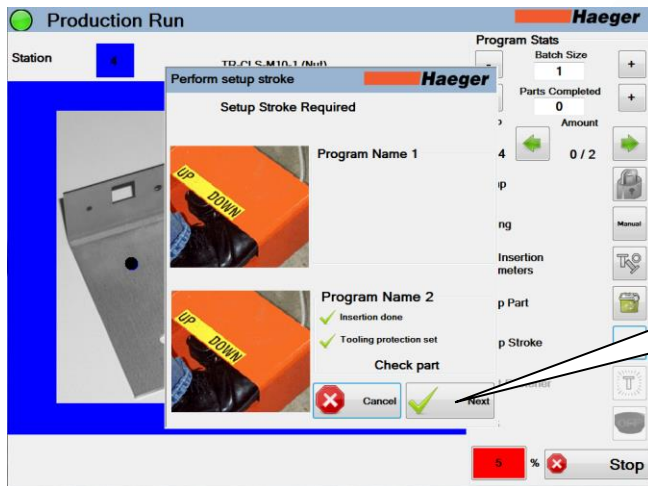 Production Run
Haeger
Program Stats
Station
4
TR-CLS-M10-1 (Nut)
Batch Size
-
1
+
Parts Completed
0
+
Amount
4
0 / 2
Manual
Insertion
meters
p Part
p Stroke
5
%
Stop
Perform setup stroke
Haeger
Setup Stroke Required
Program Name 1
UP
DOWN
Program Name 2
Insertion done
Tooling protection set
Check part
UP
DOWN
Cancel
Next